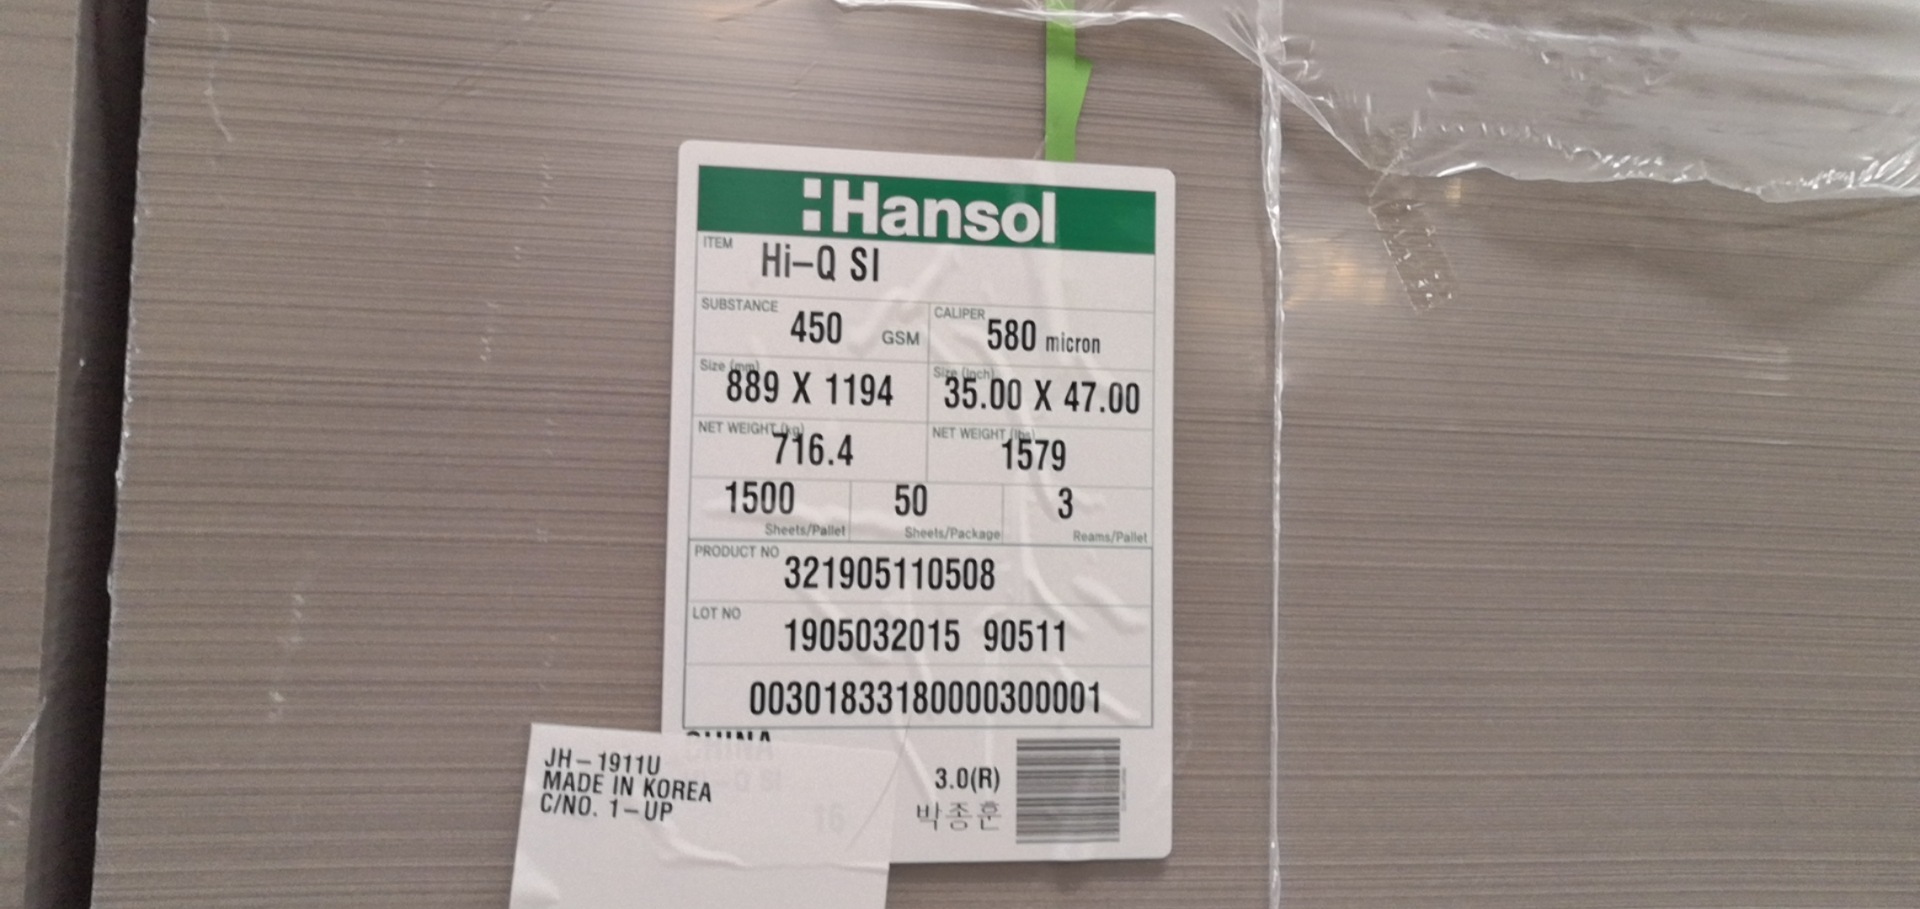 Hansol
ITEM Hi-Q SI
SUBSTANCE 450 GSM CALIPER 580 micron
Size (mm) 889 X 1194 Size (Inch) 35.00 X 47.00
NET WEIGHT (kg) 716.4 NET WEIGHT (lbs) 1579
1500 Sheets/Pallet 50 Sheets/Package 3 Reams/Pallet
PRODUCT NO 321905110508
LOT NO 1905032015 90511
00301833180000300001
CHINA
Q SI
16
3.0(R)
박종훈
JH-1911U
MADE IN KOREA
C/NO. 1-UP